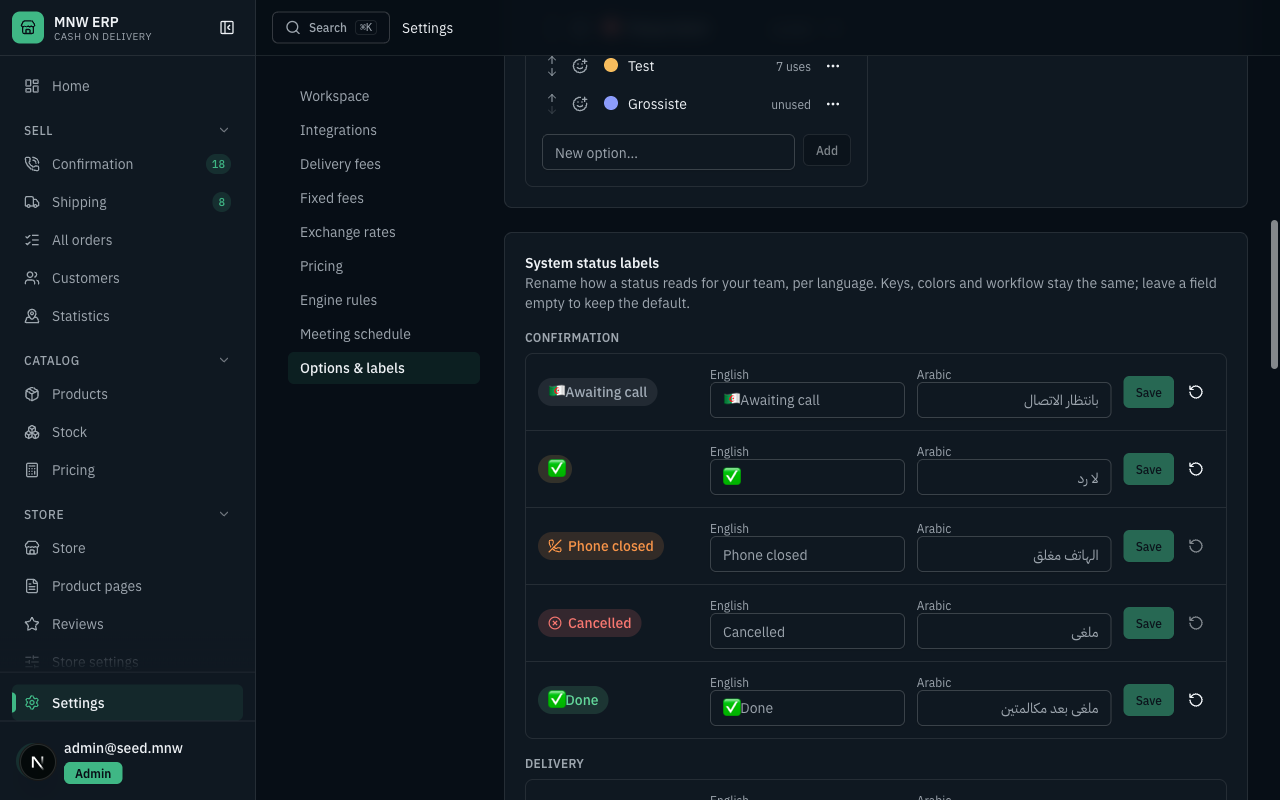 MNW ERP
CASH ON DELIVERY
Search ⌘K
Settings
Home
SELL
Confirmation 18
Shipping 8
All orders
Customers
Statistics
CATALOG
Products
Stock
Pricing
STORE
Store
Product pages
Reviews
Store settings
Settings
admin@seed.mnw
Admin
Workspace
Integrations
Delivery fees
Fixed fees
Exchange rates
Pricing
Engine rules
Meeting schedule
Options & labels
Test 7 uses
Grossiste unused
New option... Add
System status labels
Rename how a status reads for your team, per language. Keys, colors and workflow stay the same; leave a field
empty to keep the default.
CONFIRMATION
English Arabic
🇩🇿Awaiting call 🇩🇿Awaiting call بانتظار الاتصال Save
English Arabic
✅ ✅ لا رد Save
English Arabic
Phone closed Phone closed الهاتف مغلق Save
English Arabic
Cancelled Cancelled ملغى Save
English Arabic
✅Done ✅Done ملغى بعد مكالمتين Save
DELIVERY
English Arabic